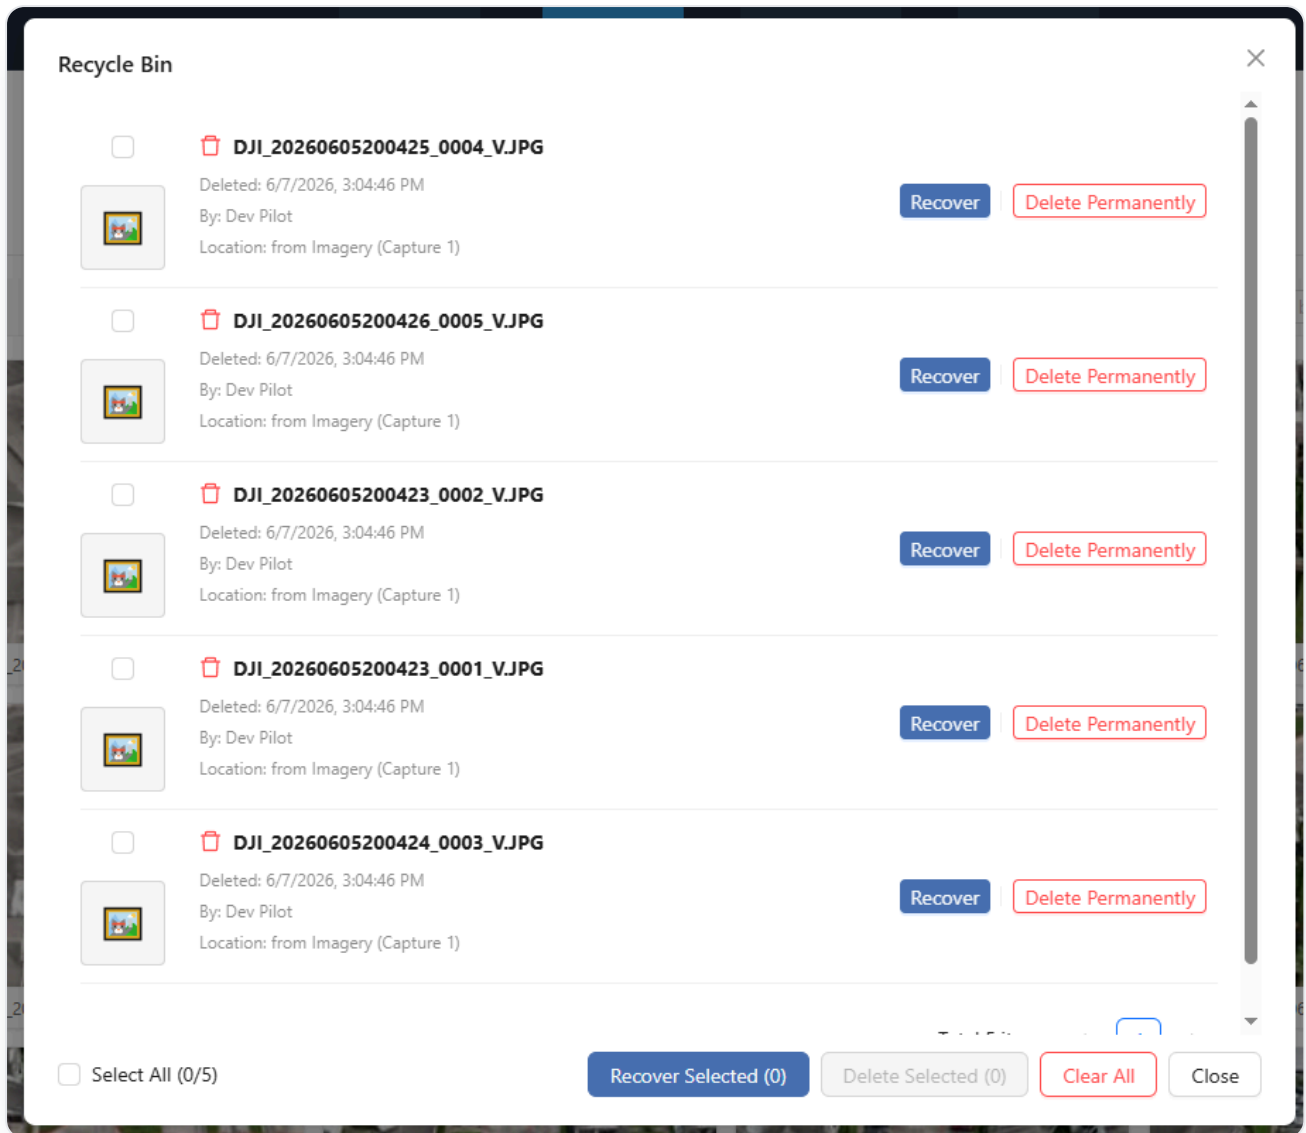 Recycle Bin
DJI_20260605200425_0004_V.JPG
Deleted: 6/7/2026, 3:04:46 PM
By: Dev Pilot
Location: from Imagery (Capture 1)
Recover
Delete Permanently
DJI_20260605200426_0005_V.JPG
Deleted: 6/7/2026, 3:04:46 PM
By: Dev Pilot
Location: from Imagery (Capture 1)
Recover
Delete Permanently
DJI_20260605200423_0002_V.JPG
Deleted: 6/7/2026, 3:04:46 PM
By: Dev Pilot
Location: from Imagery (Capture 1)
Recover
Delete Permanently
DJI_20260605200423_0001_V.JPG
Deleted: 6/7/2026, 3:04:46 PM
By: Dev Pilot
Location: from Imagery (Capture 1)
Recover
Delete Permanently
DJI_20260605200424_0003_V.JPG
Deleted: 6/7/2026, 3:04:46 PM
By: Dev Pilot
Location: from Imagery (Capture 1)
Recover
Delete Permanently
Select All (0/5)
Recover Selected (0)
Delete Selected (0)
Clear All
Close